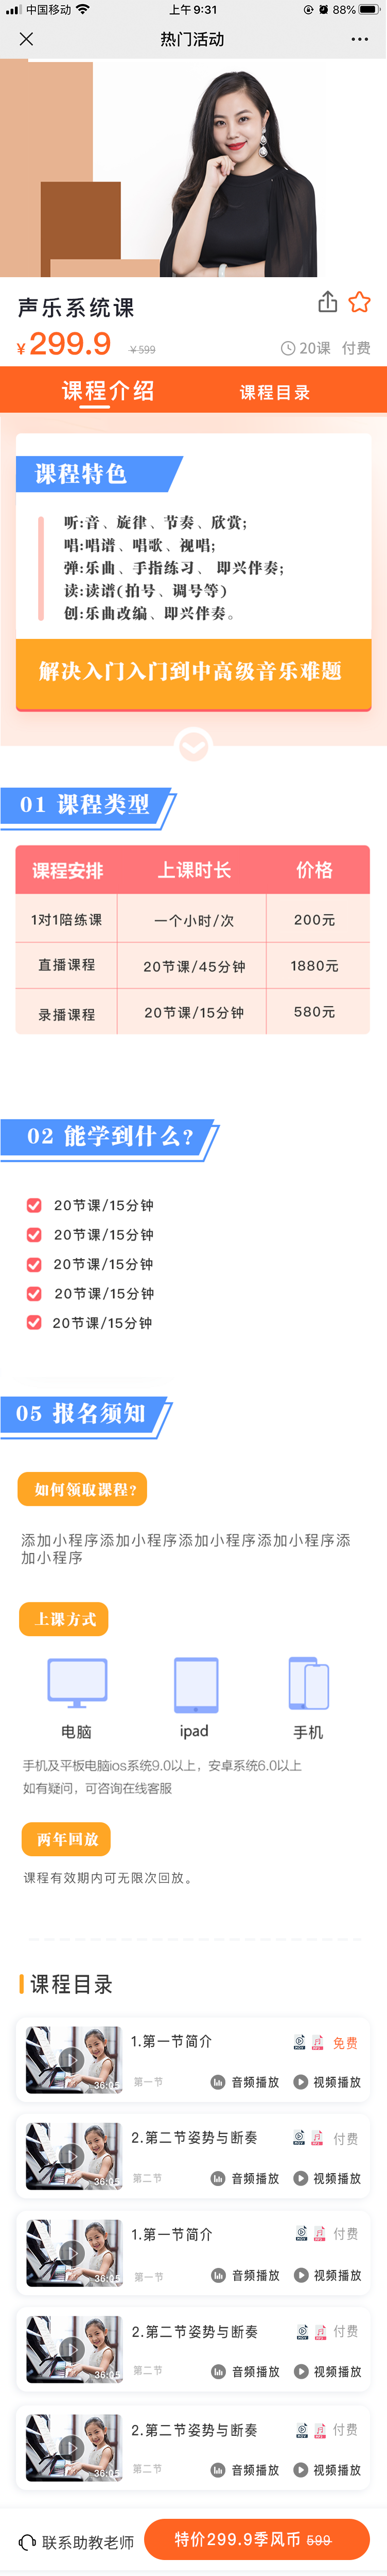 中国移动
上午 9:31
88%
热门活动
声乐系统课
¥299.9 ¥599
20课 付费
课程介绍 课程目录
课程特色
听:音、旋律、节奏、欣赏;
唱:唱谱、唱歌、视唱;
弹:乐曲、手指练习、 即兴伴奏;
读:读谱(拍号、调号等)
创:乐曲改编、即兴伴奏。
解决入门入门到中高级音乐难题
01 课程类型
课程安排 上课时长 价格
1对1陪练课 一个小时/次 200元
直播课程 20节课/45分钟 1880元
录播课程 20节课/15分钟 580元
02 能学到什么?
20节课/15分钟
20节课/15分钟
20节课/15分钟
20节课/15分钟
20节课/15分钟
05 报名须知
如何领取课程?
添加小程序添加小程序添加小程序添加小程序添
加小程序
上课方式
电脑 ipad 手机
手机及平板电脑ios系统9.0以上，安卓系统6.0以上
如有疑问，可咨询在线客服
两年回放
课程有效期内可无限次回放。
课程目录
1.第一节简介 MOV MP3 免费
36:05 第一节 音频播放 视频播放
2.第二节姿势与断奏 MOV MP3 付费
36:05 第二节 音频播放 视频播放
1.第一节简介 MOV MP3 付费
36:05 第一节 音频播放 视频播放
2.第二节姿势与断奏 MOV MP3 付费
36:05 第二节 音频播放 视频播放
2.第二节姿势与断奏 MOV MP3 付费
36:05 第二节 音频播放 视频播放
联系助教老师 特价299.9季风币 599